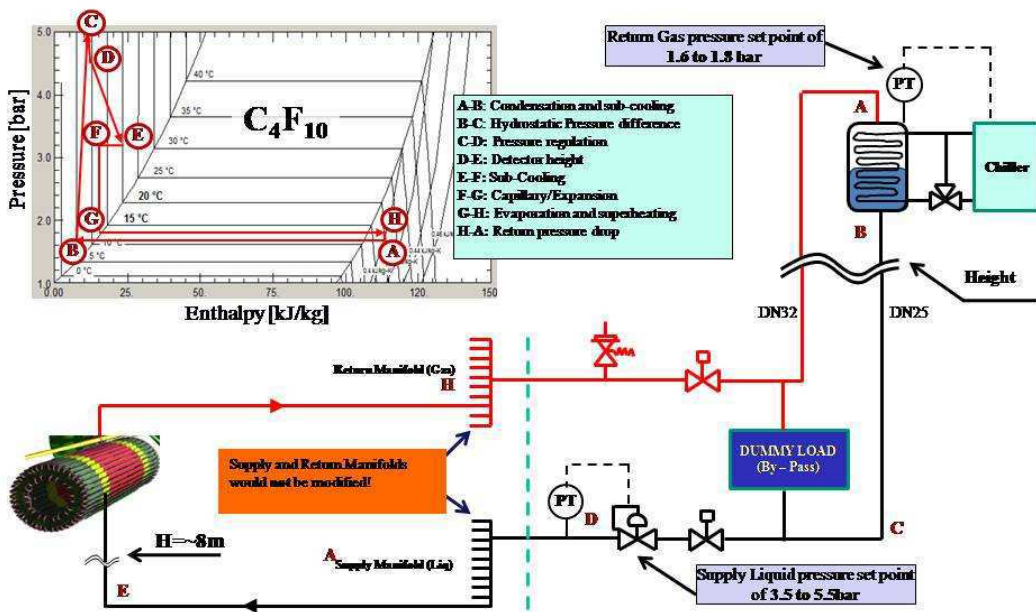 5.0
4.0
3.0
2.0
1.0
Pressure [bar]
C
D
F
E
G
H
B
A
40 °C
35 °C
30 °C
25 °C
20 °C
15 °C
10 °C
5 °C
0 °C
C4F10
0.00
25.
50.
75.
100.
125.
150
Enthalpy [kJ/kg]
A-B: Condensation and sub-cooling
B-C: Hydrostatic Pressure difference
C-D: Pressure regulation
D-E: Detector height
E-F: Sub-Cooling
F-G: Capillary/Expansion
G-H: Evaporation and superheating
H-A: Return pressure drop
Return Gas pressure set point of
1.6 to 1.8 bar
PT
A
Chiller
B
Height
DN32
DN25
Return Manifold (Gas)
H
Supply and Return Manifolds
would not be modified!
DUMMY LOAD
(By – Pass)
PT
D
C
H=~8m
A
Supply Manifold (Liq)
E
Supply Liquid pressure set point
of 3.5 to 5.5bar